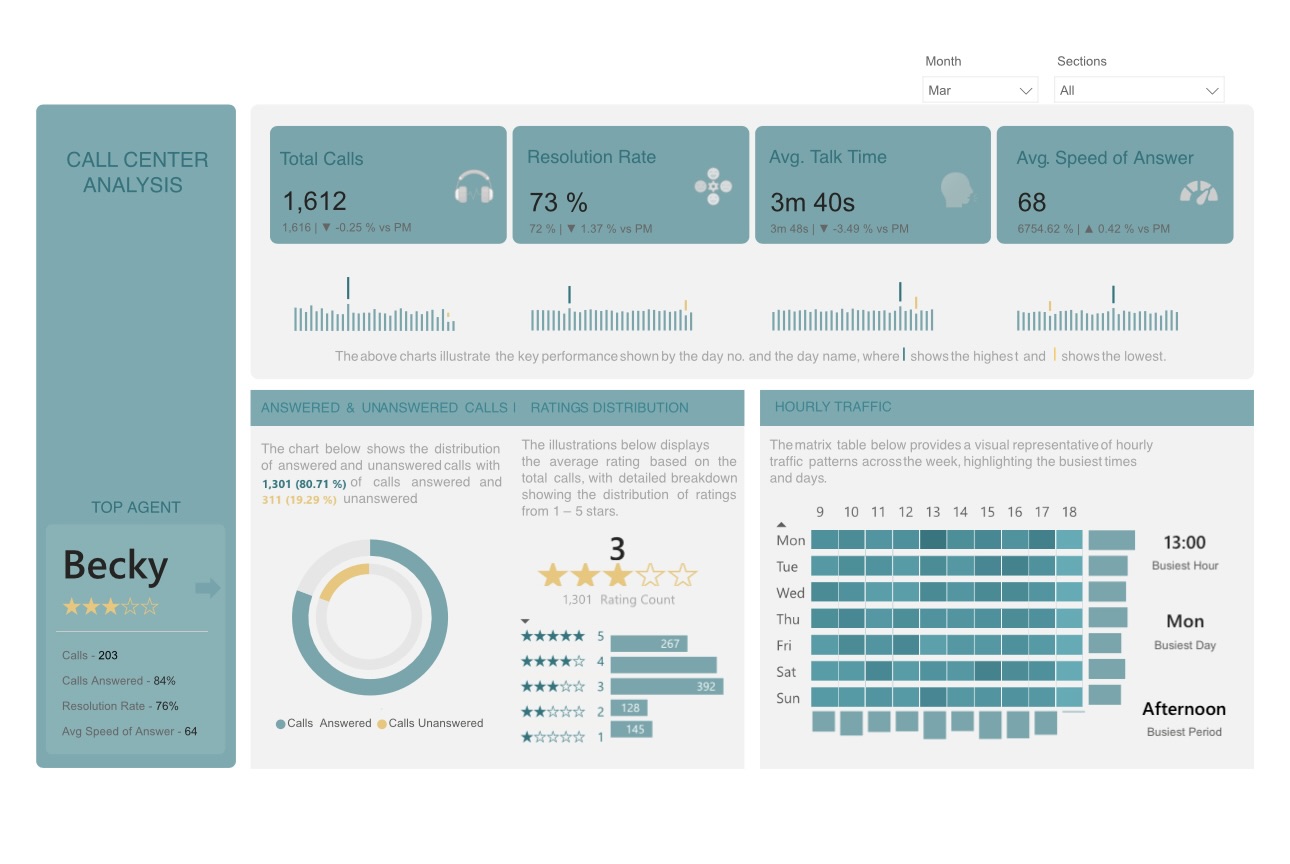 Month
Sections
Mar
All
CALL CENTER
ANALYSIS
Total Calls
1,612
1,616 | ▼ -0.25 % vs PM
Resolution Rate
73 %
72 % | ▼ 1.37 % vs PM
Avg. Talk Time
3m 40s
3m 48s | ▼ -3.49 % vs PM
Avg. Speed of Answer
68
6754.62 % | ▲ 0.42 % vs PM
The above charts illustrate the key performance shown by the day no. and the day name, where shows the highest and shows the lowest.
ANSWERED & UNANSWERED CALLS | RATINGS DISTRIBUTION
The chart below shows the distribution
of answered and unanswered calls with
1,301 (80.71 %) of calls answered and
311 (19.29 %) unanswered
Calls Answered
Calls Unanswered
The illustrations below displays
the average rating based on the
total calls, with detailed breakdown
showing the distribution of ratings
from 1 – 5 stars.
3
★★★☆☆
1,301 Rating Count
★★★★★ 5 267
★★★★☆ 4
★★★☆☆ 3 392
★★☆☆☆ 2 128
★☆☆☆☆ 1 145
HOURLY TRAFFIC
The matrix table below provides a visual representative of hourly
traffic patterns across the week, highlighting the busiest times
and days.
9 10 11 12 13 14 15 16 17 18
Mon
Tue
Wed
Thu
Fri
Sat
Sun
13:00
Busiest Hour
Mon
Busiest Day
Afternoon
Busiest Period
TOP AGENT
Becky
★★★☆☆
Calls - 203
Calls Answered - 84%
Resolution Rate - 76%
Avg Speed of Answer - 64